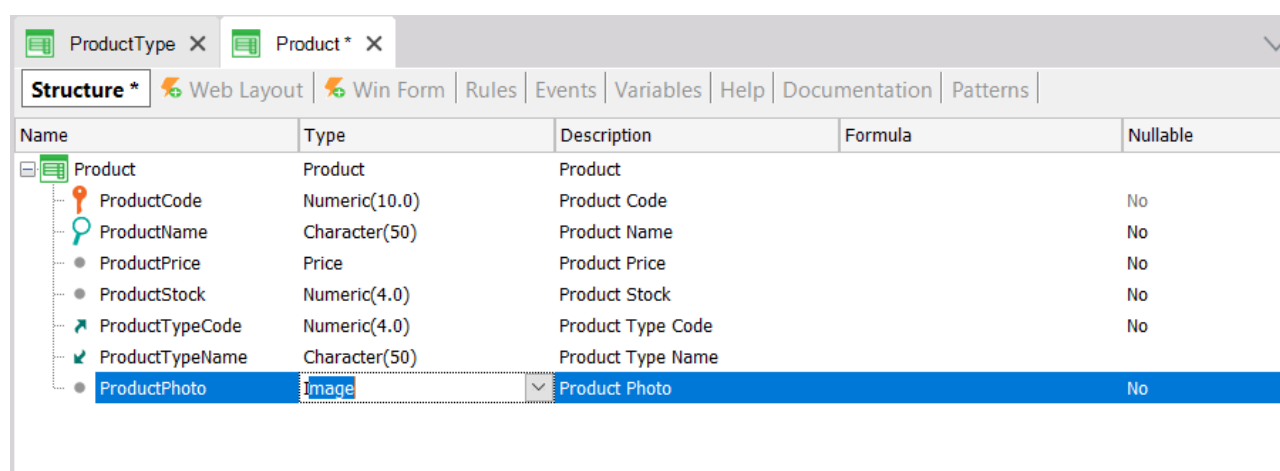 ProductType Product *
Structure * Web Layout Win Form Rules Events Variables Help Documentation Patterns
Name Type Description Formula Nullable
Product Product Product
ProductCode Numeric(10.0) Product Code No
ProductName Character(50) Product Name No
ProductPrice Price Product Price No
ProductStock Numeric(4.0) Product Stock No
ProductTypeCode Numeric(4.0) Product Type Code No
ProductTypeName Character(50) Product Type Name
ProductPhoto Image Product Photo No